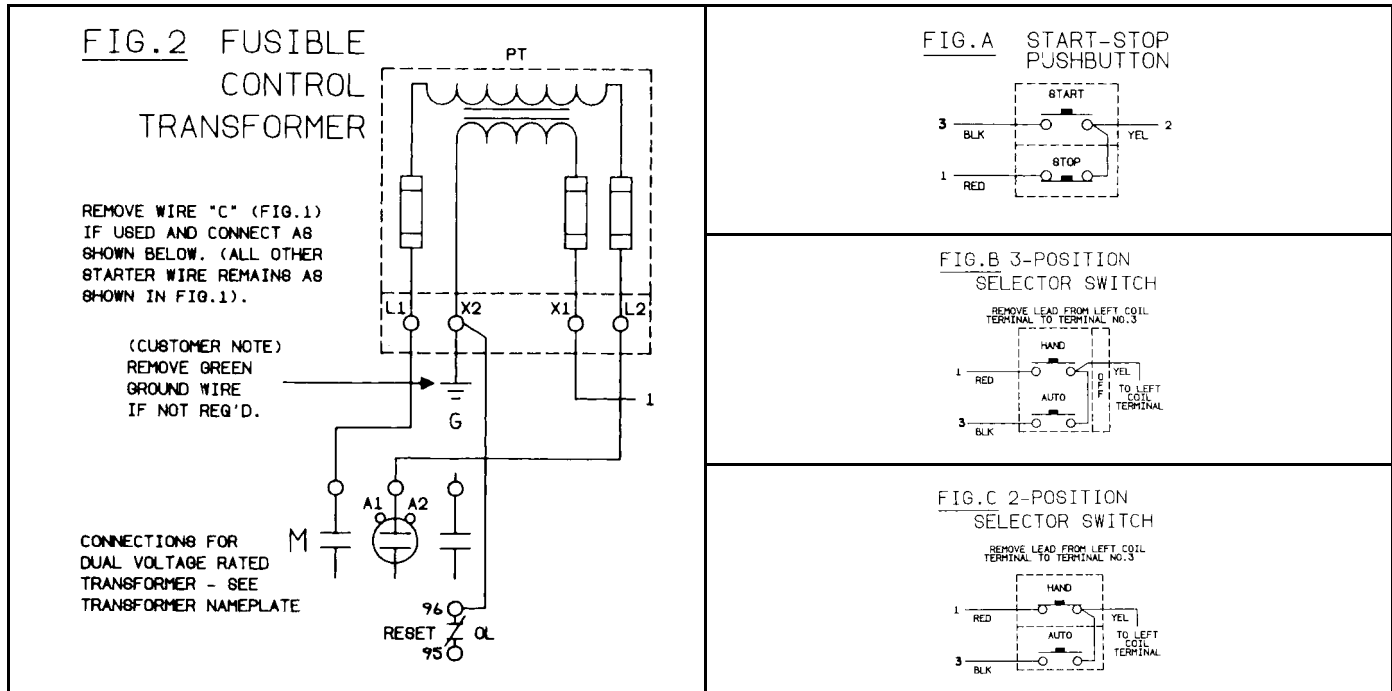 FIG.2 FUSIBLE
CONTROL
TRANSFORMER
PT
REMOVE WIRE "C" (FIG.1)
IF USED AND CONNECT AS
SHOWN BELOW. (ALL OTHER
STARTER WIRE REMAINS AS
SHOWN IN FIG.1).
L1
X2
X1
L2
(CUSTOMER NOTE)
REMOVE GREEN
GROUND WIRE
IF NOT REQ'D.
G
1
A1
A2
M
CONNECTIONS FOR
DUAL VOLTAGE RATED
TRANSFORMER - SEE
TRANSFORMER NAMEPLATE
96
RESET OL
95
FIG.A START-STOP
PUSHBUTTON
START
3
BLK
YEL
2
STOP
1
RED
FIG.B 3-POSITION
SELECTOR SWITCH
REMOVE LEAD FROM LEFT COIL
TERMINAL TO TERMINAL NO.3
HAND
1
RED
OFF
YEL
TO LEFT
COIL
TERMINAL
AUTO
3
BLK
FIG.C 2-POSITION
SELECTOR SWITCH
REMOVE LEAD FROM LEFT COIL
TERMINAL TO TERMINAL NO.3
HAND
1
RED
YEL
TO LEFT
COIL
TERMINAL
AUTO
3
BLK